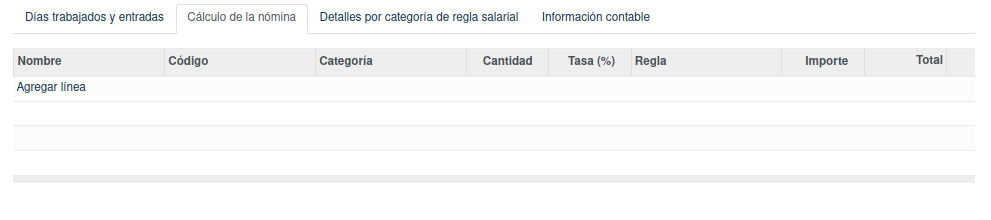 Días trabajados y entradas Cálculo de la nómina Detalles por categoría de regla salarial Información contable
Nombre Código Categoría Cantidad Tasa (%) Regla Importe Total
Agregar línea